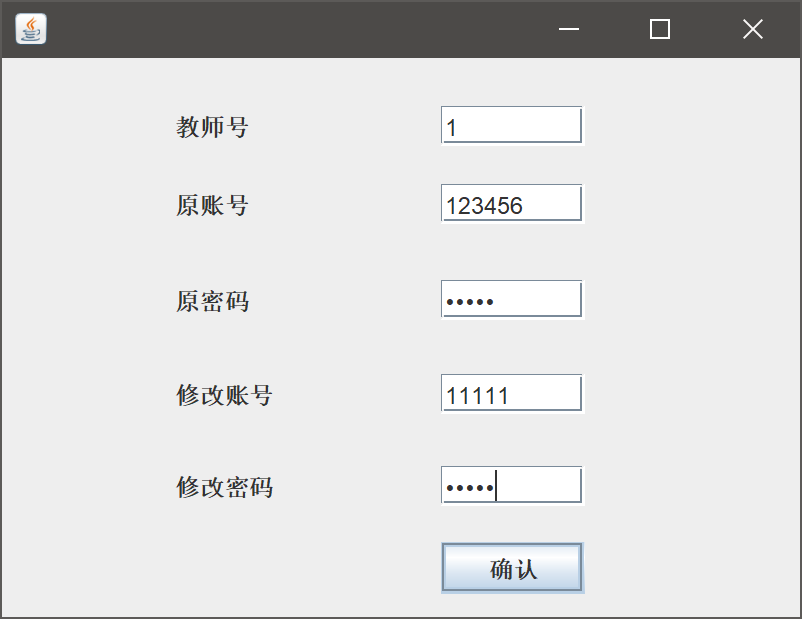 教师号 1
原账号 123456
原密码 •••••
修改账号 11111
修改密码 •••••
确认